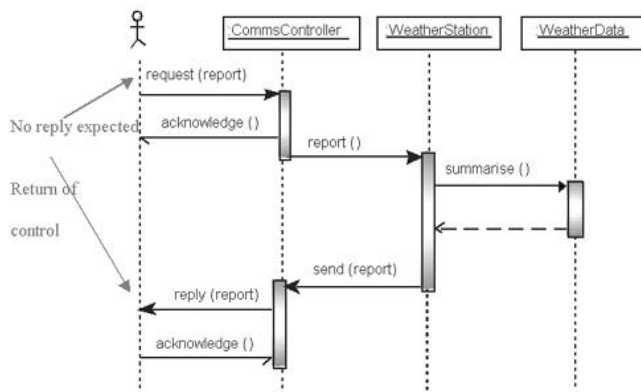 :CommsController
:WeatherStation
:WeatherData
request (report)
acknowledge ()
No reply expected
report ()
summarise ()
Return of
control
send (report)
reply (report)
acknowledge ()